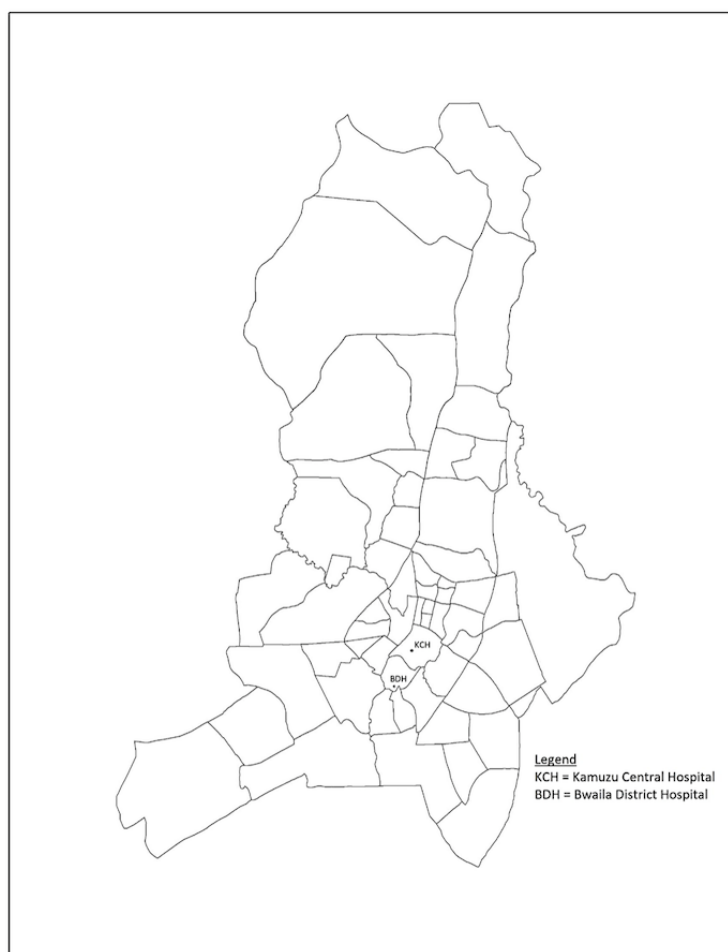 KCH
BDH
Legend
KCH = Kamuzu Central Hospital
BDH = Bwaila District Hospital